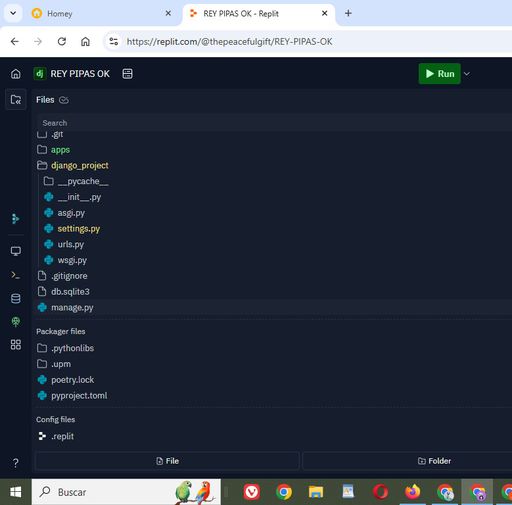 Homey
REY PIPAS OK - Replit
https://replit.com/@thepeacefulgift/REY-PIPAS-OK
dj REY PIPAS OK
Run
Files
Search
.git
apps
django_project
__pycache__
__init__.py
asgi.py
settings.py
urls.py
wsgi.py
.gitignore
db.sqlite3
manage.py
Packager files
.pythonlibs
.upm
poetry.lock
pyproject.toml
Config files
.replit
File
Folder
Buscar